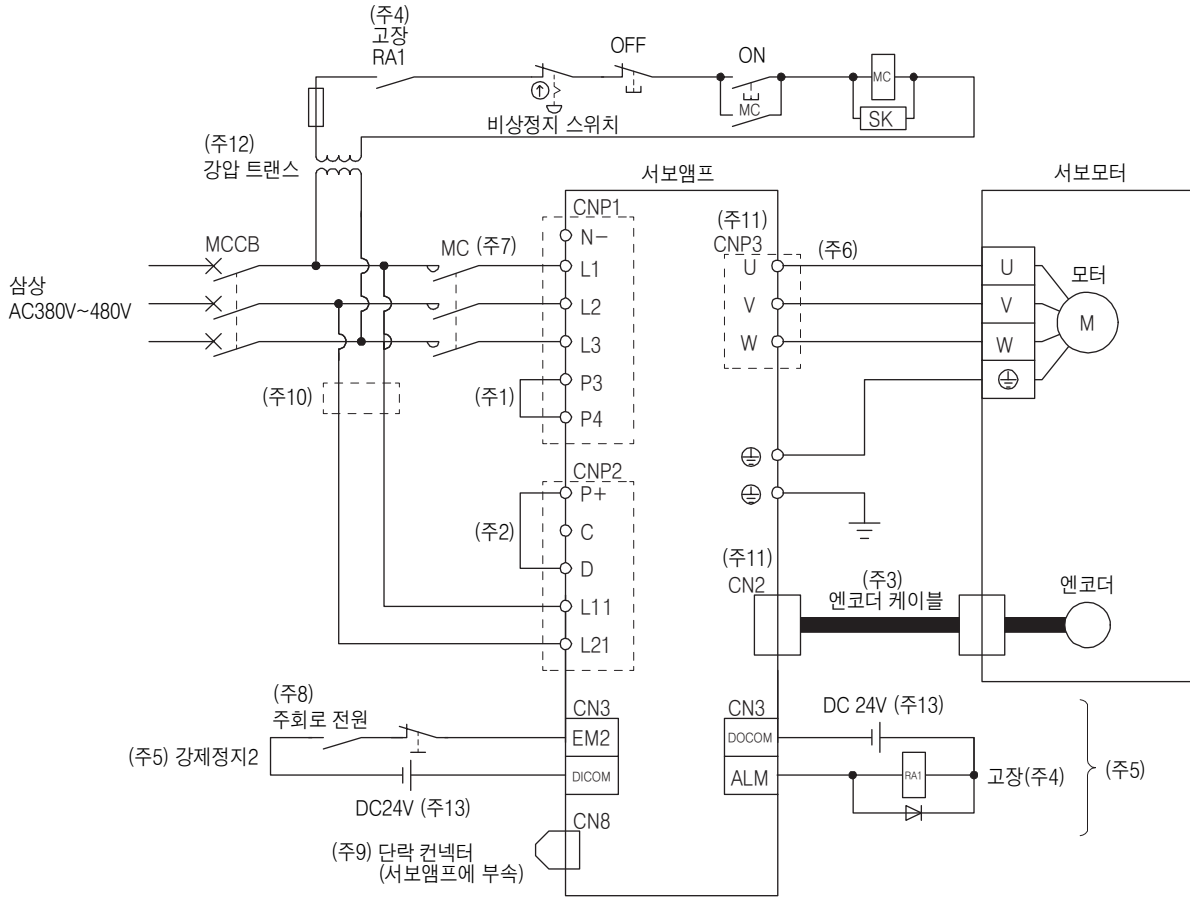 (주4)
고장
RA1
OFF
ON
MC
MC
SK
비상정지 스위치
(주12)
강압 트랜스
서보앰프
서보모터
CNP1
N−
(주11)
CNP3
(주6)
MCCB
MC (주7)
L1
U
U
모터
삼상
AC380V~480V
L2
V
V
M
L3
W
W
(주10)
(주1)
P3
P4
CNP2
P+
(주2)
C
D
(주11)
CN2
(주3)
엔코더 케이블
엔코더
L11
L21
(주8)
주회로 전원
CN3
CN3
DC 24V (주13)
(주5) 강제정지2
EM2
DOCOM
DICOM
ALM
RA1
고장(주4)
(주5)
DC24V (주13)
CN8
(주9) 단락 컨넥터
(서보앰프에 부속)